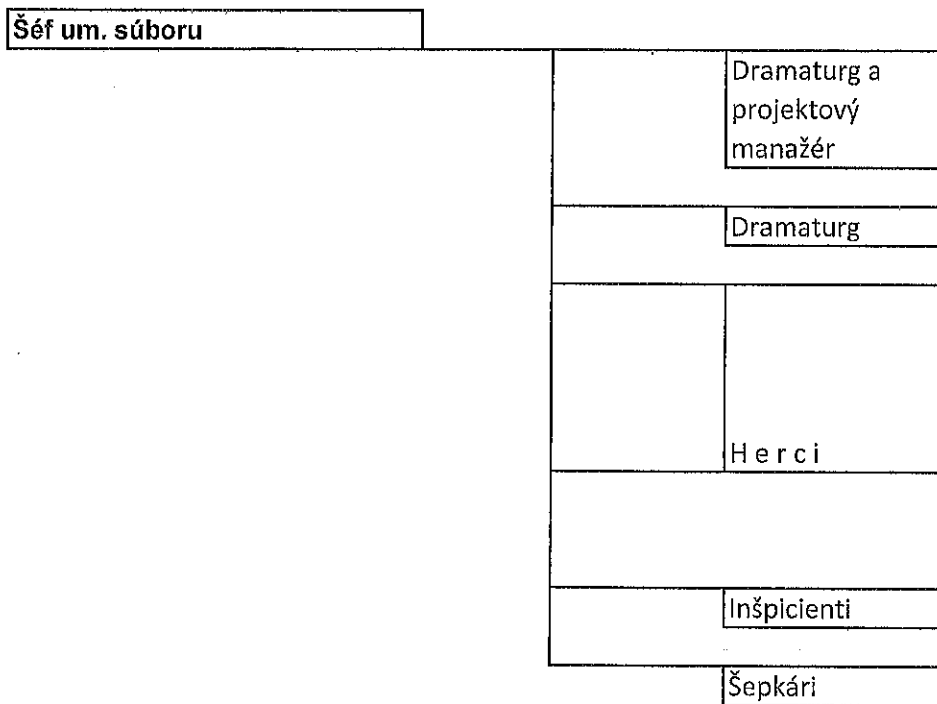 Šéf um. súboru
Dramaturg a
projektový
manažér
Dramaturg
H e r c i
Inšpicienti
Šepkári